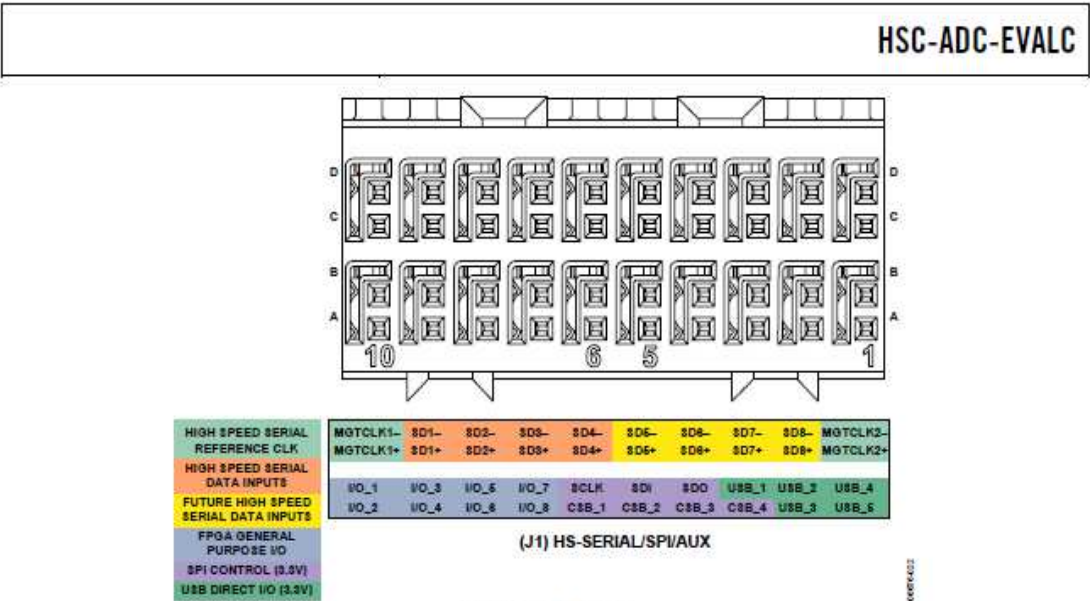 HSC-ADC-EVALC
D D
C C
B B
A A
10 6 5 1
HIGH SPEED SERIAL
REFERENCE CLK
HIGH SPEED SERIAL
DATA INPUTS
FUTURE HIGH SPEED
SERIAL DATA INPUTS
FPGA GENERAL
PURPOSE I/O
SPI CONTROL (3.3V)
USB DIRECT I/O (3.3V)
MGTCLK1– SD1– SD2– SD3– SD4– SD5– SD6– SD7– SD8– MGTCLK2–
MGTCLK1+ SD1+ SD2+ SD3+ SD4+ SD5+ SD6+ SD7+ SD8+ MGTCLK2+
I/O_1 I/O_3 I/O_5 I/O_7 SCLK SDI SDO USB_1 USB_2 USB_4
I/O_2 I/O_4 I/O_6 I/O_8 CSB_1 CSB_2 CSB_3 CSB_4 USB_3 USB_5
(J1) HS-SERIAL/SPI/AUX